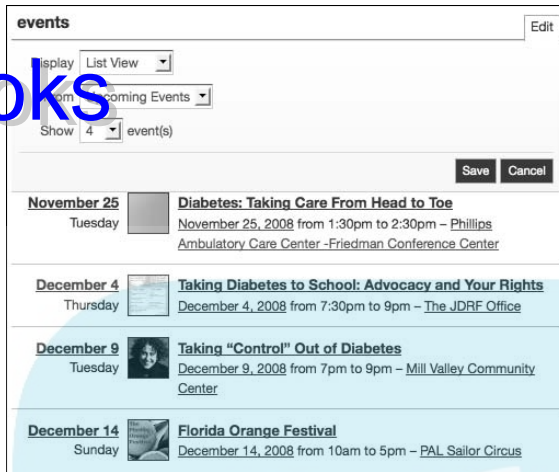 events
Edit
Display List View
oks
From Upcoming Events
Show 4 event(s)
Save Cancel
November 25 Diabetes: Taking Care From Head to Toe
Tuesday November 25, 2008 from 1:30pm to 2:30pm – Phillips
Ambulatory Care Center -Friedman Conference Center
December 4 Taking Diabetes to School: Advocacy and Your Rights
Thursday December 4, 2008 from 7:30pm to 9pm – The JDRF Office
December 9 Taking “Control” Out of Diabetes
Tuesday December 9, 2008 from 7pm to 9pm – Mill Valley Community
Center
December 14 Florida Orange Festival
Sunday December 14, 2008 from 10am to 5pm – PAL Sailor Circus